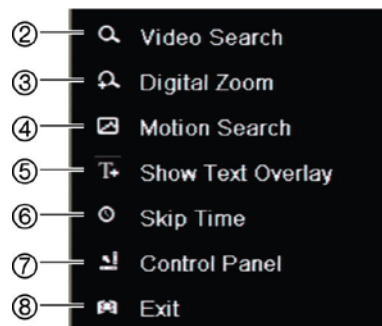 ② Video Search
③ Digital Zoom
④ Motion Search
⑤ T+ Show Text Overlay
⑥ Skip Time
⑦ Control Panel
⑧ Exit